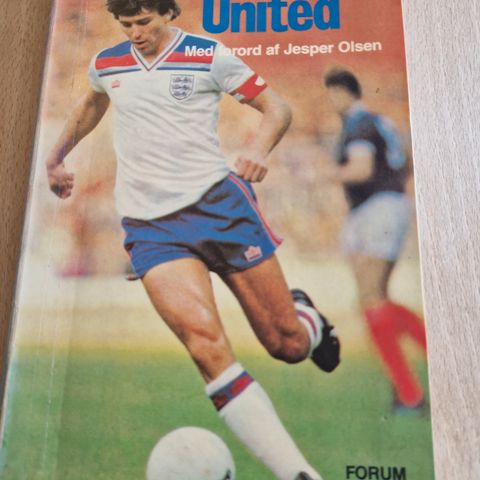 United
Med forord af Jesper Olsen
FORUM